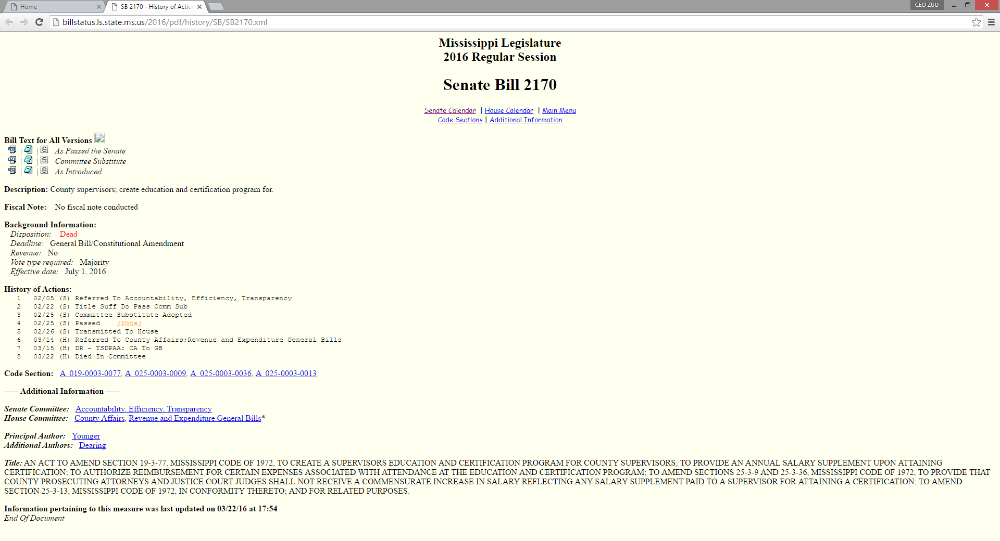 Home
SB 2170 - History of Actio
CEO ZUU
billstatus.ls.state.ms.us/2016/pdf/history/SB/SB2170.xml
Mississippi Legislature
2016 Regular Session
Senate Bill 2170
Senate Calendar | House Calendar | Main Menu
Code Sections | Additional Information
Bill Text for All Versions
PDF | | S As Passed the Senate
PDF | | S Committee Substitute
PDF | | S As Introduced
Description: County supervisors; create education and certification program for.
Fiscal Note: No fiscal note conducted
Background Information:
Disposition: Dead
Deadline: General Bill/Constitutional Amendment
Revenue: No
Vote type required: Majority
Effective date: July 1, 2016
History of Actions:
1 02/05 (S) Referred To Accountability, Efficiency, Transparency
2 02/22 (S) Title Suff Do Pass Comm Sub
3 02/25 (S) Committee Substitute Adopted
4 02/25 (S) Passed {Vote}
5 02/26 (S) Transmitted To House
6 03/14 (H) Referred To County Affairs;Revenue and Expenditure General Bills
7 03/15 (H) DR - TSDPAA: CA To GB
8 03/22 (H) Died In Committee
Code Section: A 019-0003-0077, A 025-0003-0009, A 025-0003-0036, A 025-0003-0013
----- Additional Information -----
Senate Committee: Accountability, Efficiency, Transparency
House Committee: County Affairs, Revenue and Expenditure General Bills*
Principal Author: Younger
Additional Authors: Dearing
Title: AN ACT TO AMEND SECTION 19-3-77, MISSISSIPPI CODE OF 1972, TO CREATE A SUPERVISORS EDUCATION AND CERTIFICATION PROGRAM FOR COUNTY SUPERVISORS; TO PROVIDE AN ANNUAL SALARY SUPPLEMENT UPON ATTAINING
CERTIFICATION; TO AUTHORIZE REIMBURSEMENT FOR CERTAIN EXPENSES ASSOCIATED WITH ATTENDANCE AT THE EDUCATION AND CERTIFICATION PROGRAM; TO AMEND SECTIONS 25-3-9 AND 25-3-36, MISSISSIPPI CODE OF 1972, TO PROVIDE THAT
COUNTY PROSECUTING ATTORNEYS AND JUSTICE COURT JUDGES SHALL NOT RECEIVE A COMMENSURATE INCREASE IN SALARY REFLECTING ANY SALARY SUPPLEMENT PAID TO A SUPERVISOR FOR ATTAINING A CERTIFICATION; TO AMEND
SECTION 25-3-13, MISSISSIPPI CODE OF 1972, IN CONFORMITY THERETO; AND FOR RELATED PURPOSES.
Information pertaining to this measure was last updated on 03/22/16 at 17:54
End Of Document